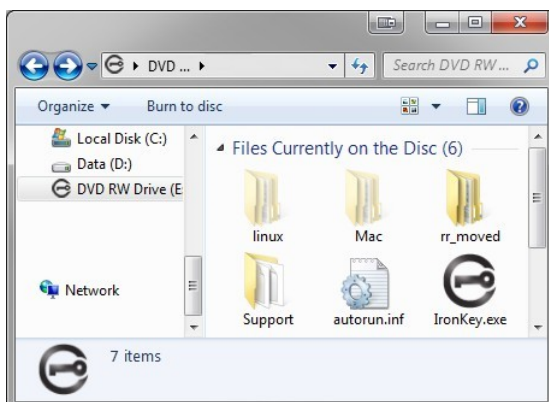 DVD ...
Search DVD RW ...
Organize
Burn to disc
Local Disk (C:)
Data (D:)
DVD RW Drive (E:
Network
Files Currently on the Disc (6)
linux
Mac
rr_moved
Support
autorun.inf
IronKey.exe
7 items